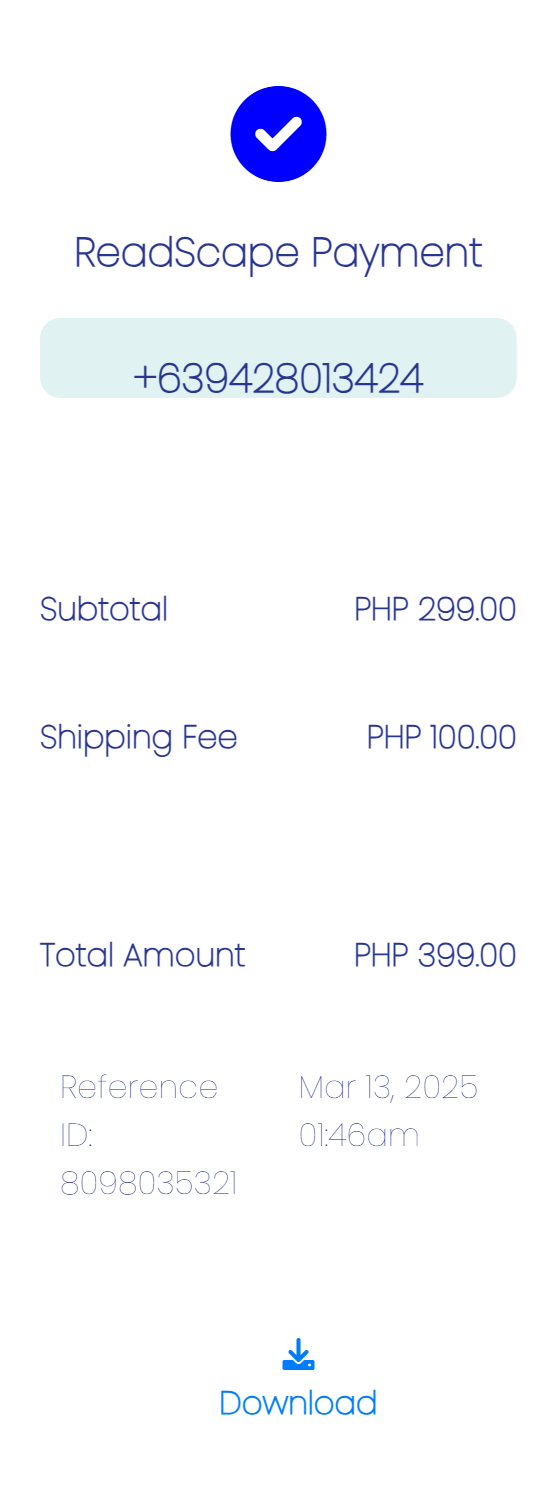 ReadScape Payment
+639428013424
Subtotal PHP 299.00
Shipping Fee PHP 100.00
Total Amount PHP 399.00
Reference
ID:
8098035321
Mar 13, 2025
01:46am
Download